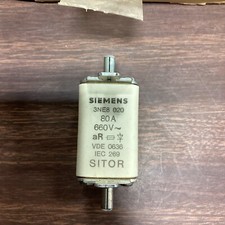 SIEMENS
3NE8 020
80A
660V~
aR
VDE 0636
IEC 269
SITOR